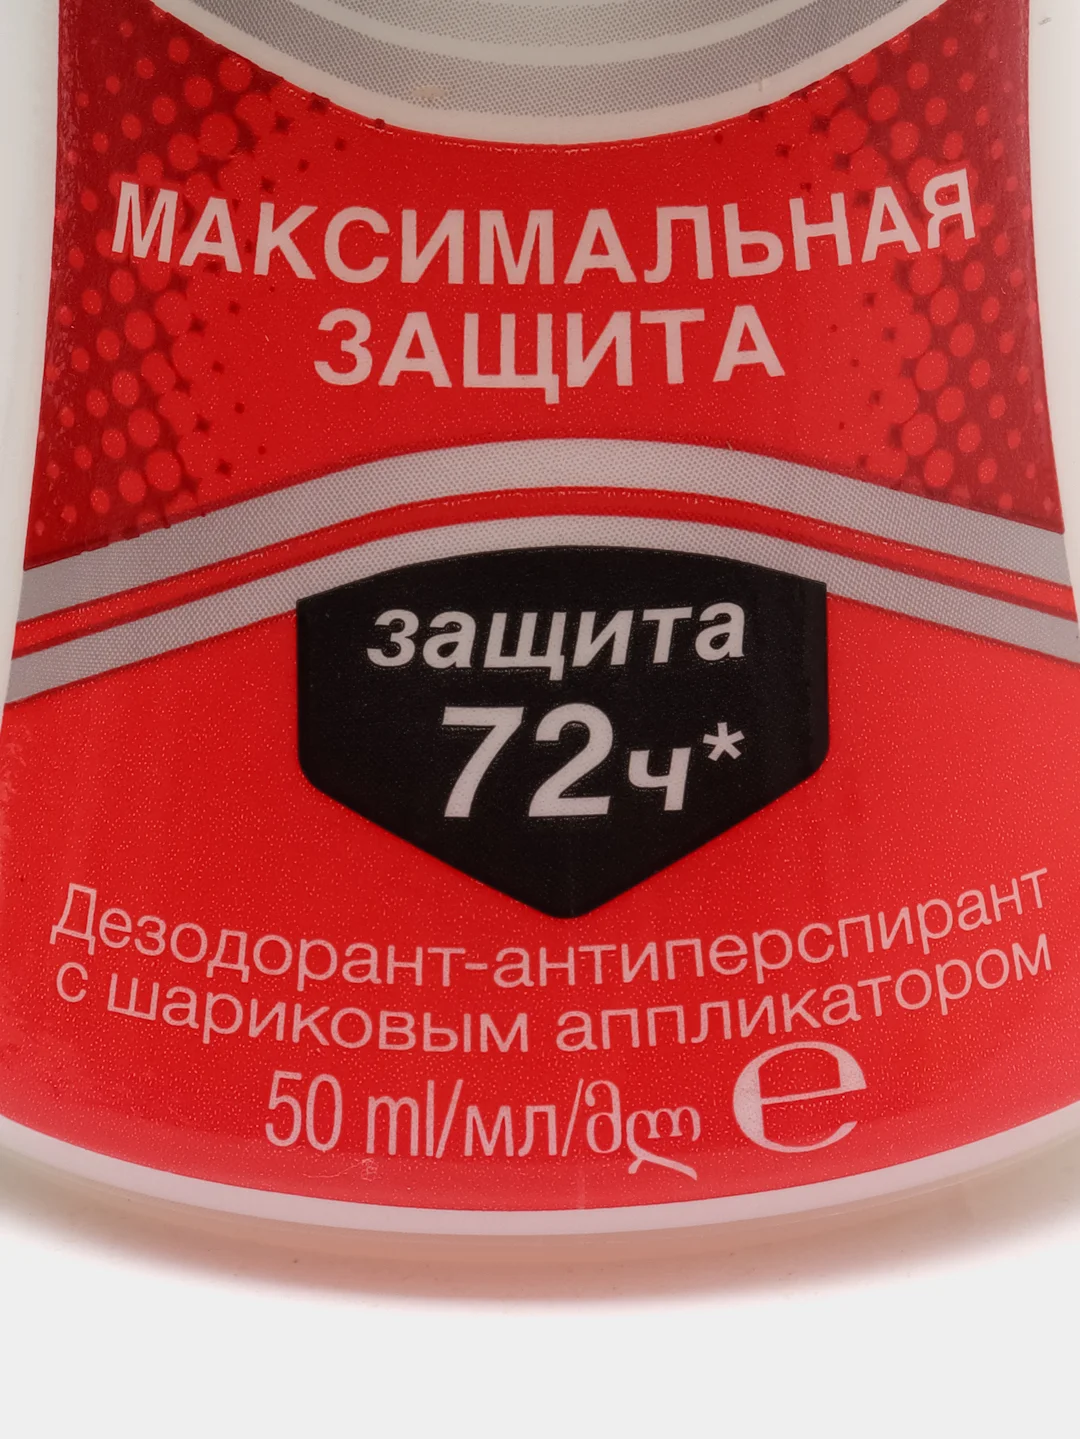 МАКСИМАЛЬНАЯ
ЗАЩИТА
защита
72ч*
Дезодорант-антиперспирант
с шариковым аппликатором
50 ml/мл/მლ ℮